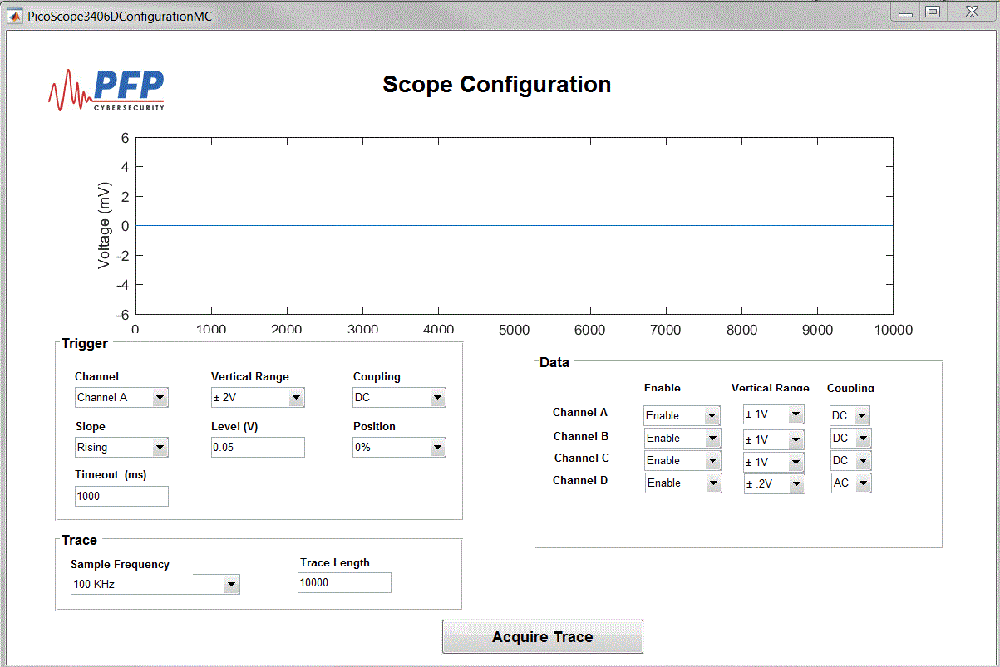 PicoScope3406DConfigurationMC
PFP
CYBERSECURITY
Scope Configuration
Voltage (mV)
6
4
2
0
-2
-4
-6
0 1000 2000 3000 4000 5000 6000 7000 8000 9000 10000
Trigger
Channel Vertical Range Coupling
Channel A ± 2V DC
Slope Level (V) Position
Rising 0.05 0%
Timeout (ms)
1000
Data
Enable Vertical Range Coupling
Channel A Enable ± 1V DC
Channel B Enable ± 1V DC
Channel C Enable ± 1V DC
Channel D Enable ± .2V AC
Trace
Sample Frequency Trace Length
100 KHz 10000
Acquire Trace